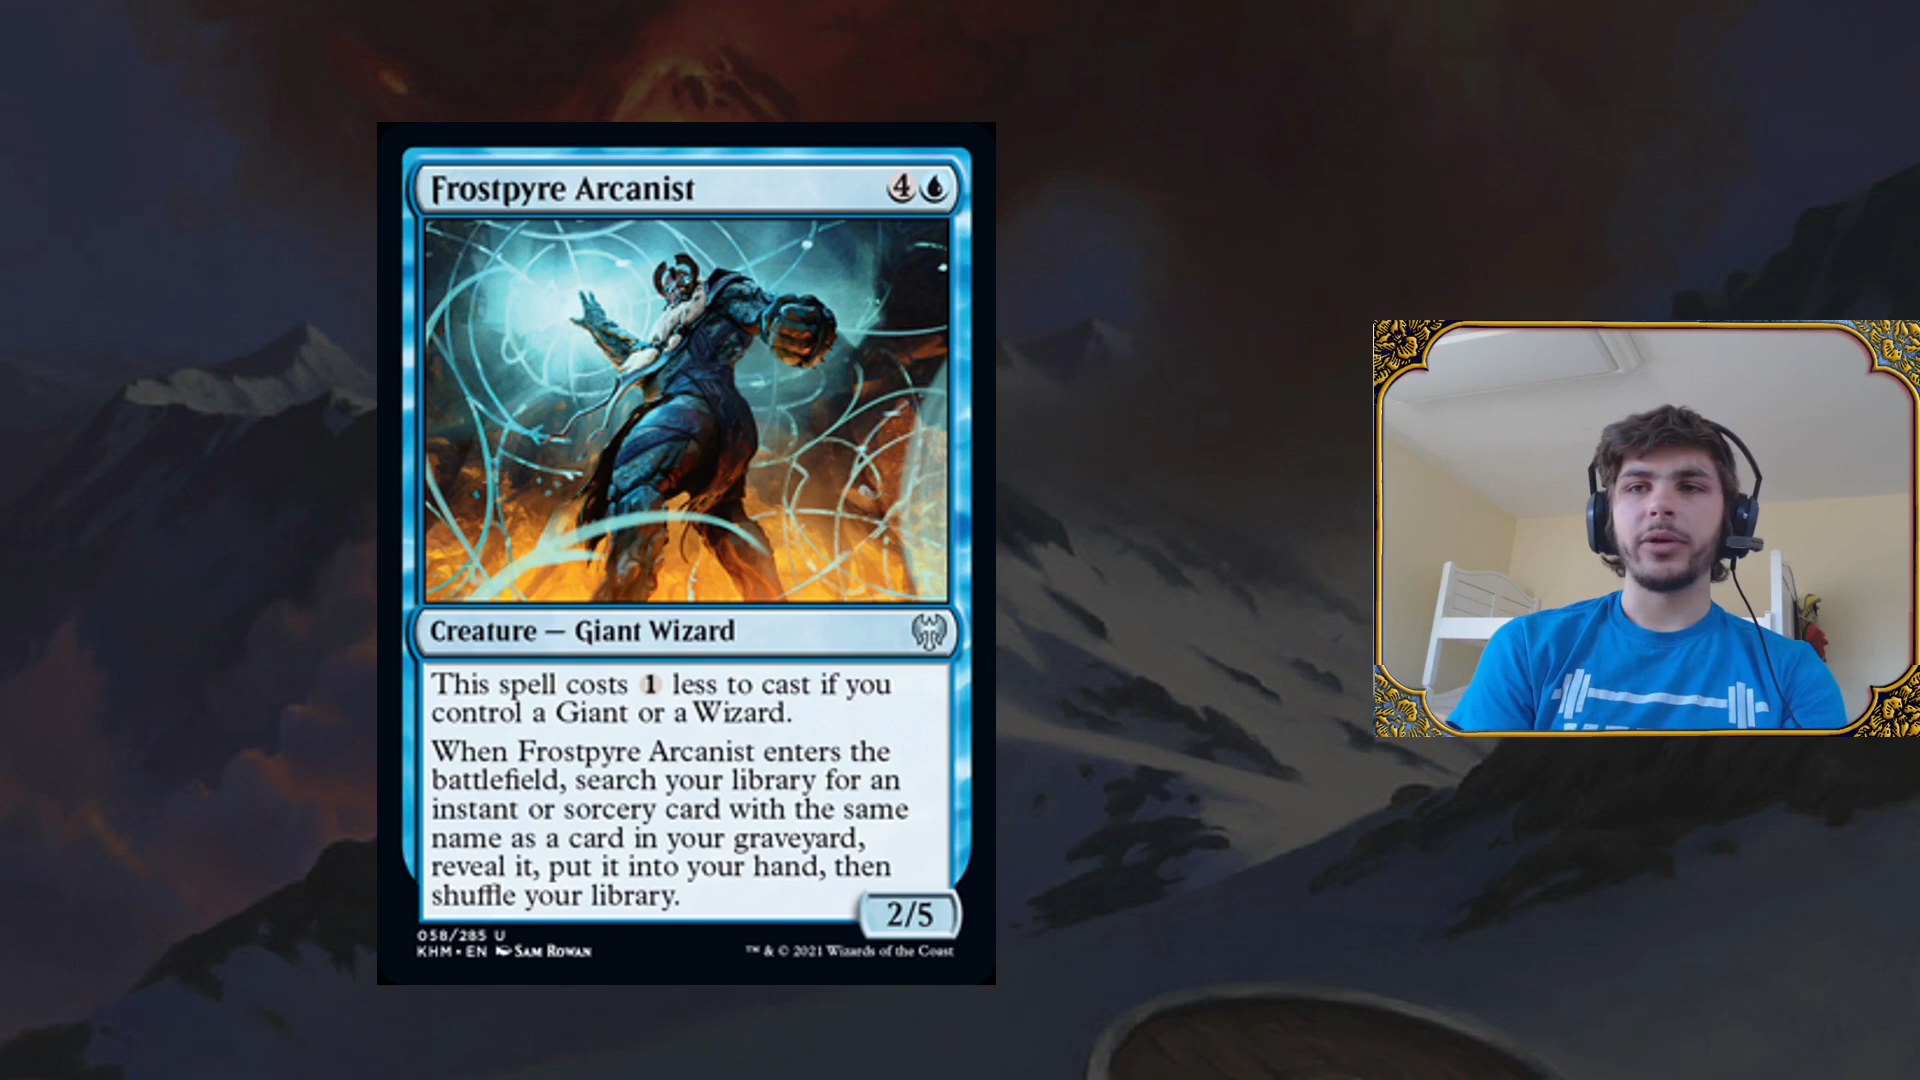 Frostpyre Arcanist 4
Creature — Giant Wizard
This spell costs 1 less to cast if you
control a Giant or a Wizard.
When Frostpyre Arcanist enters the
battlefield, search your library for an
instant or sorcery card with the same
name as a card in your graveyard,
reveal it, put it into your hand, then
shuffle your library.
2/5
058/285 U
KHM • EN Sam Rowan
™ & © 2021 Wizards of the Coast